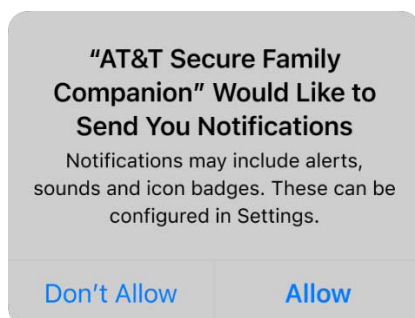 “AT&T Secure Family
Companion” Would Like to
Send You Notifications
Notifications may include alerts,
sounds and icon badges. These can be
configured in Settings.
Don’t Allow
Allow